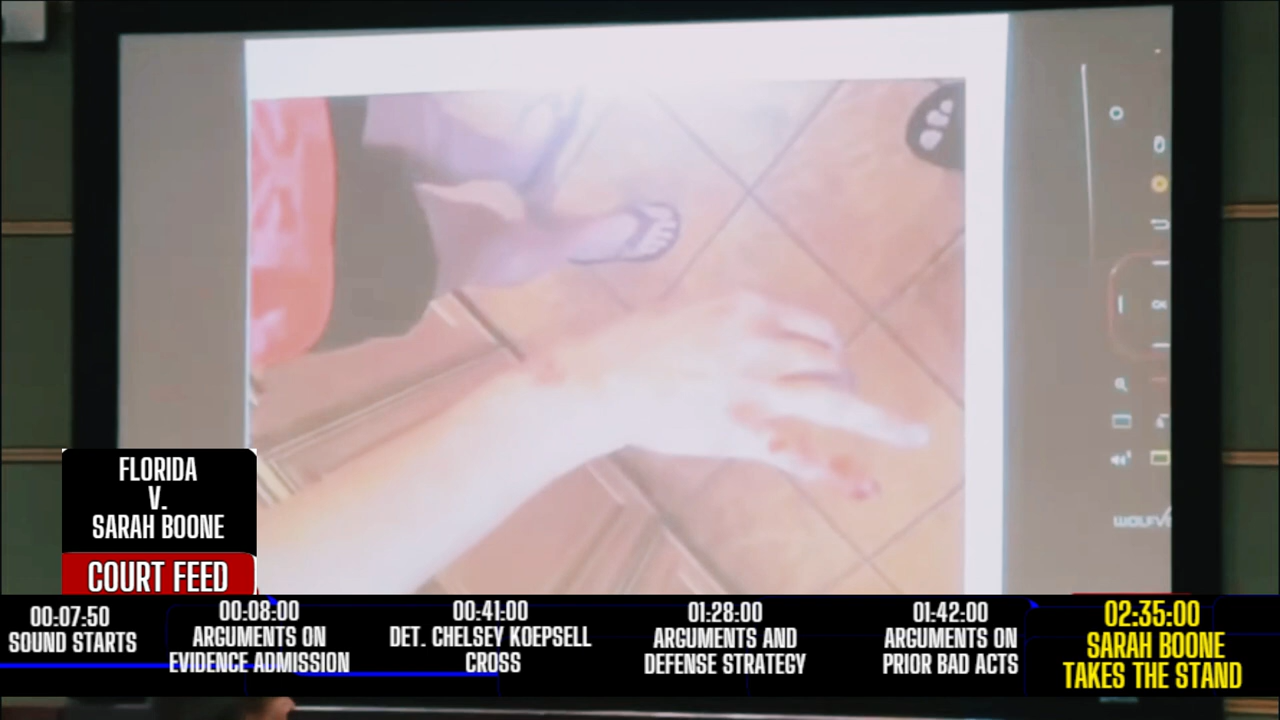 FLORIDA
V.
SARAH BOONE
COURT FEED
00:07:50
SOUND STARTS
00:08:00
ARGUMENTS ON
EVIDENCE ADMISSION
00:41:00
DET. CHELSEY KOEPSELL
CROSS
01:28:00
ARGUMENTS AND
DEFENSE STRATEGY
01:42:00
ARGUMENTS ON
PRIOR BAD ACTS
02:35:00
SARAH BOONE
TAKES THE STAND